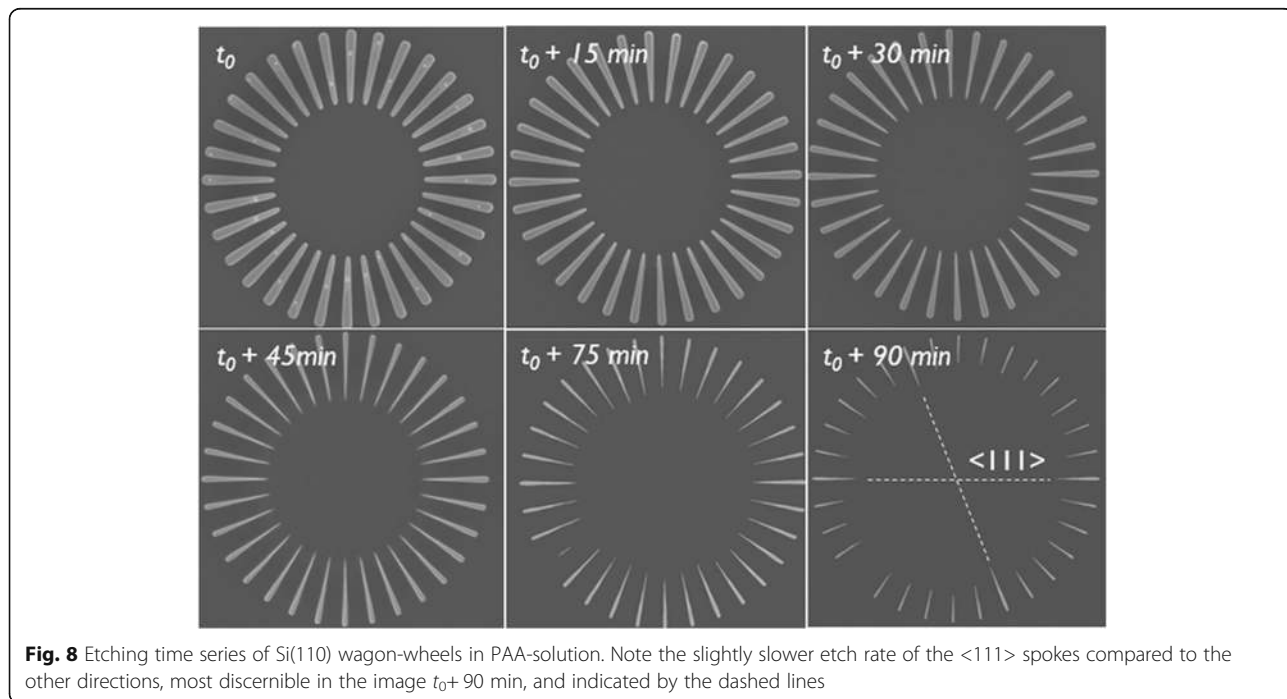 t₀
t₀ + 15 min
t₀ + 30 min
t₀ + 45min
t₀ + 75 min
t₀ + 90 min
<111>
Fig. 8 Etching time series of Si(110) wagon-wheels in PAA-solution. Note the slightly slower etch rate of the <111> spokes compared to the
other directions, most discernible in the image t₀+ 90 min, and indicated by the dashed lines